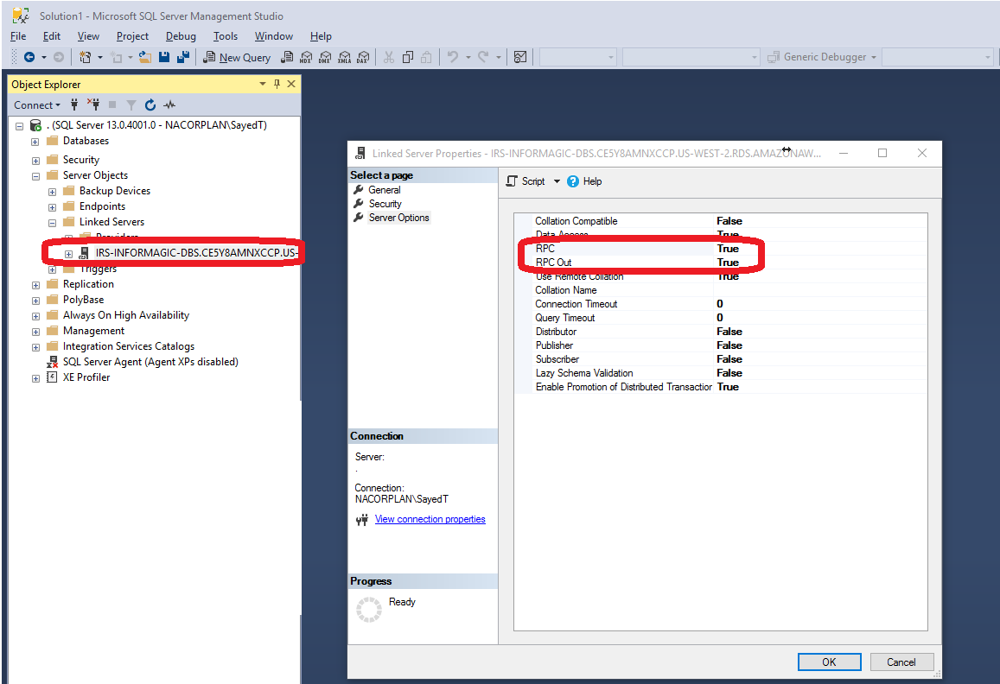 Solution1 - Microsoft SQL Server Management Studio
File Edit View Project Debug Tools Window Help
New Query MDX DMX XMLA DAX Generic Debugger
Object Explorer
Connect
. (SQL Server 13.0.4001.0 - NACORPLAN\SayedT)
Databases
Security
Server Objects
Backup Devices
Endpoints
Linked Servers
Providers
IRS-INFORMAGIC-DBS.CE5Y8AMNXCCP.US-
Triggers
Replication
PolyBase
Always On High Availability
Management
Integration Services Catalogs
SQL Server Agent (Agent XPs disabled)
XE Profiler
Linked Server Properties - IRS-INFORMAGIC-DBS.CE5Y8AMNXCCP.US-WEST-2.RDS.AMAZONAW...
Select a page
General
Security
Server Options
Script Help
Collation Compatible False
Data Access True
RPC True
RPC Out True
Use Remote Collation True
Collation Name
Connection Timeout 0
Query Timeout 0
Distributor False
Publisher False
Subscriber False
Lazy Schema Validation False
Enable Promotion of Distributed Transaction True
Connection
Server:
.
Connection:
NACORPLAN\SayedT
View connection properties
Progress
Ready
OK Cancel